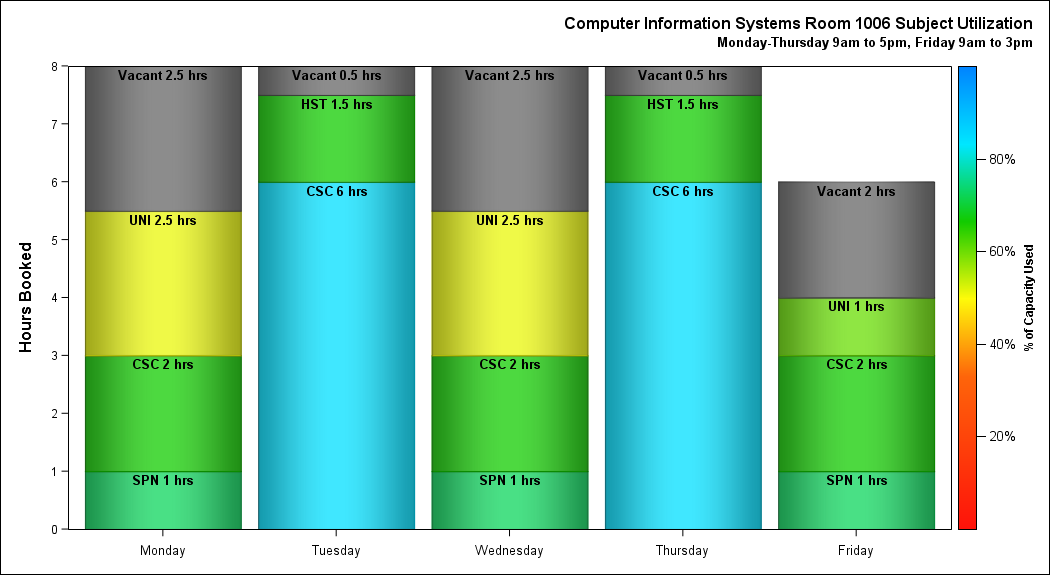 Computer Information Systems Room 1006 Subject Utilization
Monday-Thursday 9am to 5pm, Friday 9am to 3pm
Hours Booked
8
7
6
5
4
3
2
1
0
Vacant 2.5 hrs
UNI 2.5 hrs
CSC 2 hrs
SPN 1 hrs
Monday
Vacant 0.5 hrs
HST 1.5 hrs
CSC 6 hrs
Tuesday
Vacant 2.5 hrs
UNI 2.5 hrs
CSC 2 hrs
SPN 1 hrs
Wednesday
Vacant 0.5 hrs
HST 1.5 hrs
CSC 6 hrs
Thursday
Vacant 2 hrs
UNI 1 hrs
CSC 2 hrs
SPN 1 hrs
Friday
80%
60%
40%
20%
% of Capacity Used